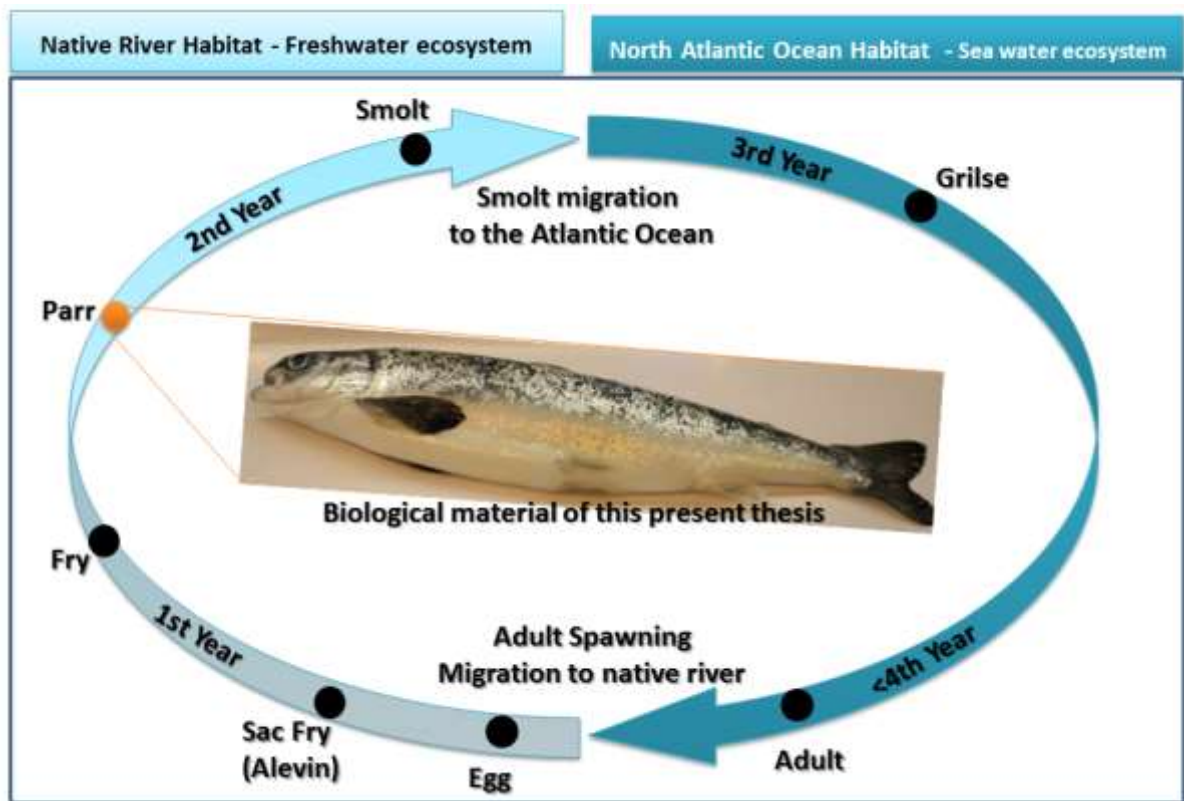 Native River Habitat - Freshwater ecosystem
North Atlantic Ocean Habitat - Sea water ecosystem
Smolt
3rd Year
Grilse
2nd Year
Smolt migration
to the Atlantic Ocean
Parr
Biological material of this present thesis
Fry
1st Year
Adult Spawning
Migration to native river
<4th Year
Sac Fry
(Alevin)
Egg
Adult